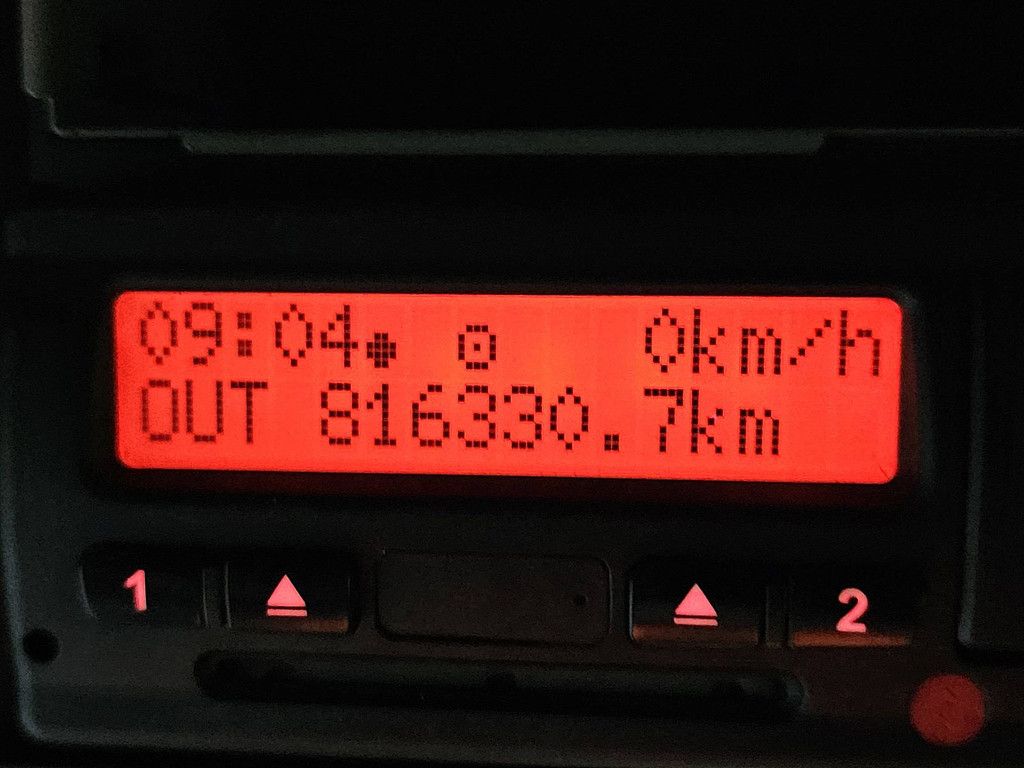 09:04● ⊙ 0km/h
OUT 816330.7km
1 ⏏ ⏏ 2